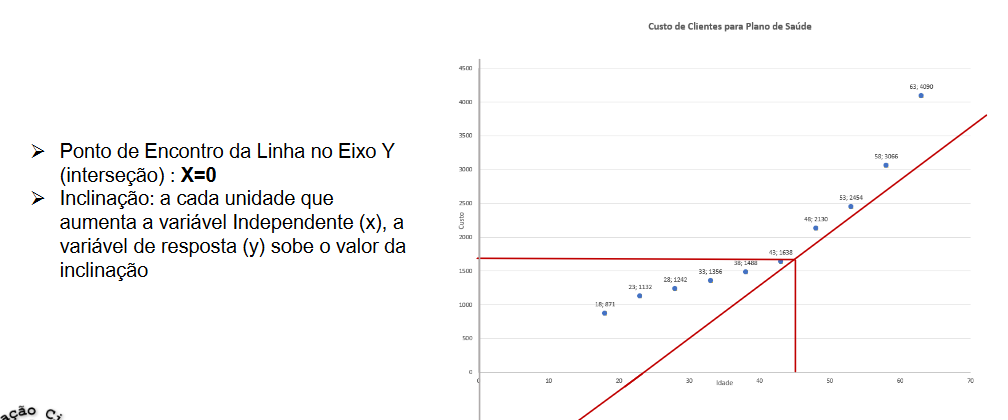 Custo de Clientes para Plano de Saúde
➢ Ponto de Encontro da Linha no Eixo Y
(interseção) : X=0
➢ Inclinação: a cada unidade que
aumenta a variável Independente (x), a
variável de resposta (y) sobe o valor da
inclinação
4500
4000
3500
3000
2500
2000
1500
1000
500
0
Custo
63; 4090
58; 3066
53; 2454
48; 2130
43; 1638
38; 1488
33; 1356
28; 1242
23; 1132
18; 871
0 10 20 30 40 50 60 70
Idade
ação Ci